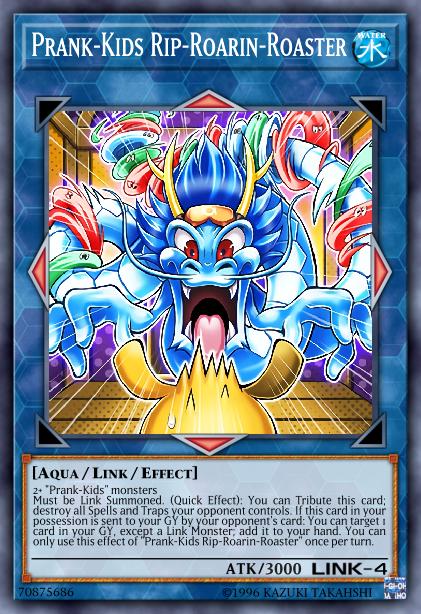 PRANK-KIDS RIP-ROARIN-ROASTER
WATER
水
[AQUA / LINK / EFFECT]
2+ "Prank-Kids" monsters
Must be Link Summoned. (Quick Effect): You can Tribute this card;
destroy all Spells and Traps your opponent controls. If this card in your
possession is sent to your GY by your opponent's card: You can target 1
card in your GY, except a Link Monster; add it to your hand. You can
only use this effect of "Prank-Kids Rip-Roarin-Roaster" once per turn.
ATK/3000 LINK-4
70875686
©1996 KAZUKI TAKAHSHI